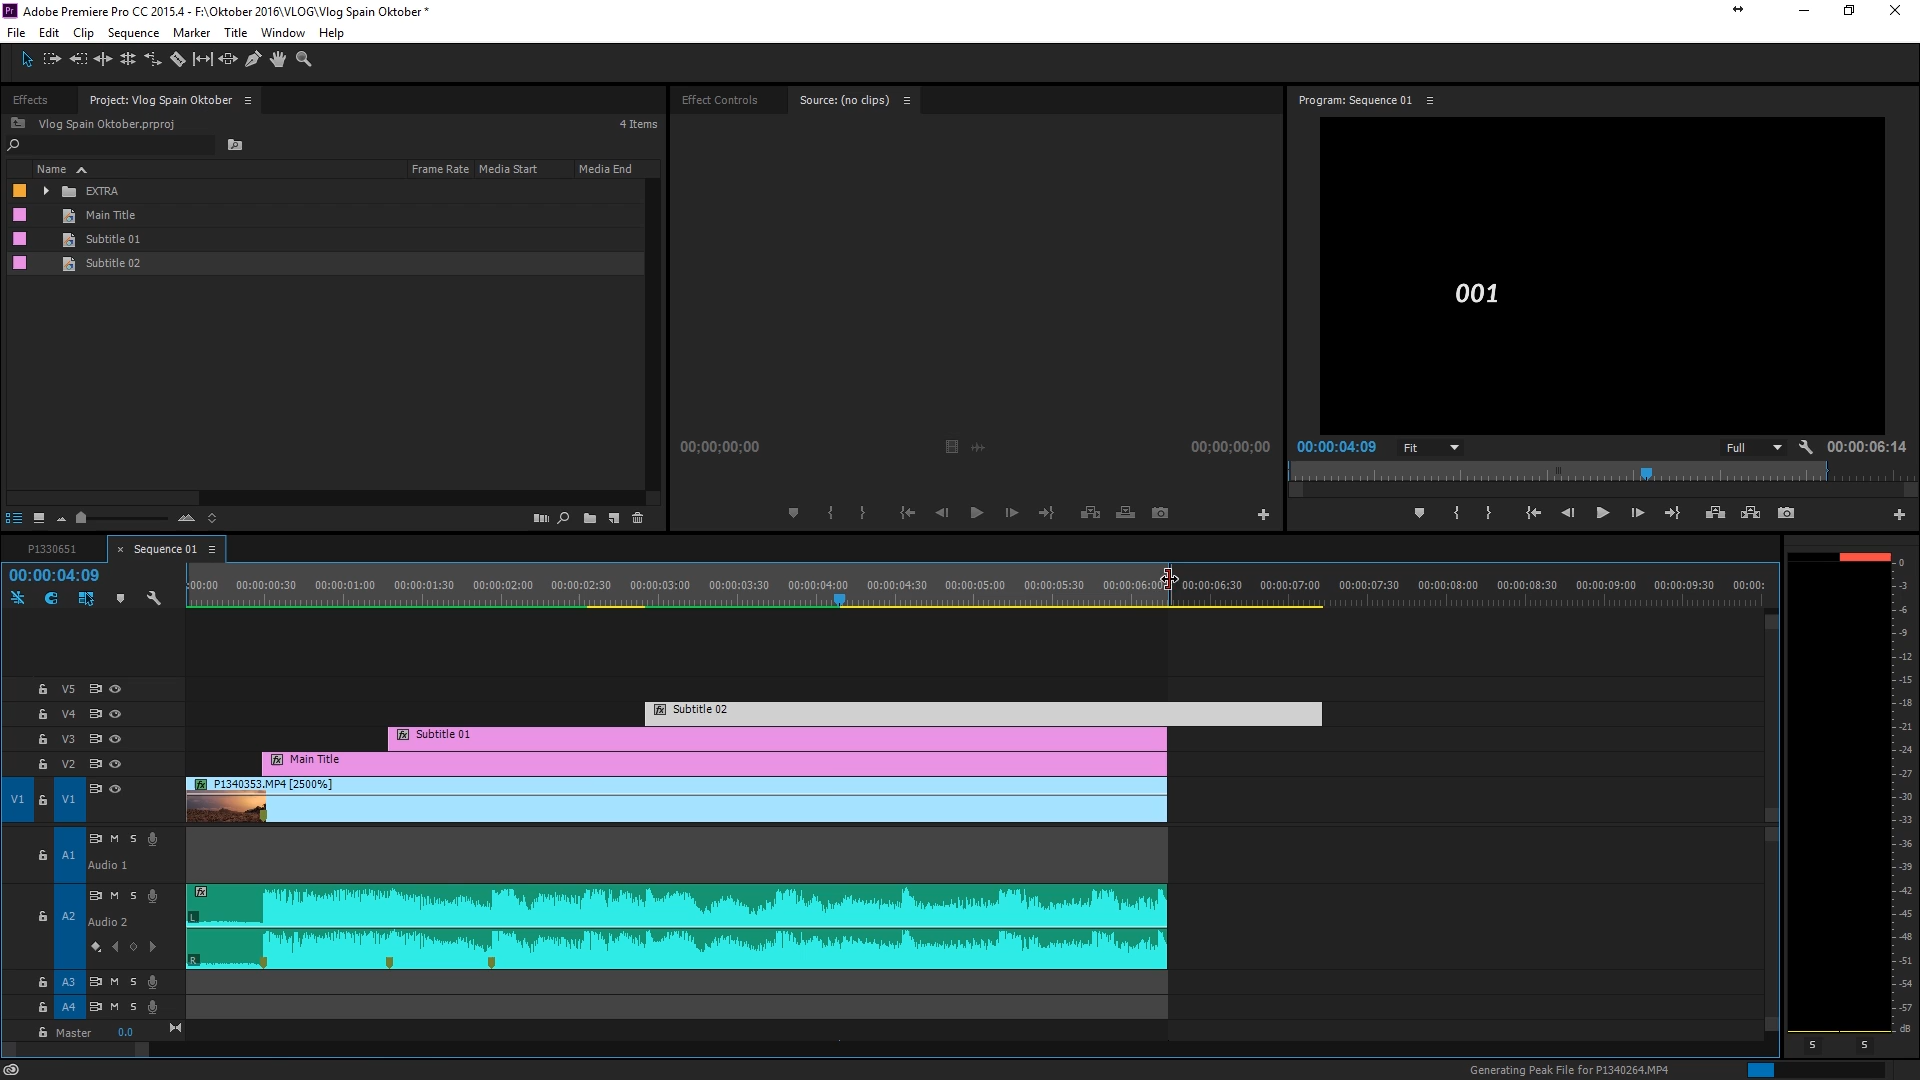 Adobe Premiere Pro CC 2015.4 - F:\Oktober 2016\VLOG\Vlog Spain Oktober *
File Edit Clip Sequence Marker Title Window Help
Effects Project: Vlog Spain Oktober Effect Controls Source: (no clips) Program: Sequence 01
Vlog Spain Oktober.prproj 4 Items
Name Frame Rate Media Start Media End
EXTRA
Main Title
Subtitle 01
Subtitle 02
001
00;00;00;00 00;00;00;00 00:00:04:09 Fit Full 00:00:06:14
P1330651 × Sequence 01
00:00:04:09
:00:00 00:00:00:30 00:00:01:00 00:00:01:30 00:00:02:00 00:00:02:30 00:00:03:00 00:00:03:30 00:00:04:00 00:00:04:30 00:00:05:00 00:00:05:30 00:00:06:00 00:00:06:30 00:00:07:00 00:00:07:30 00:00:08:00 00:00:08:30 00:00:09:00 00:00:09:30 00:00:
V5
V4 Subtitle 02
V3 Subtitle 01
V2 Main Title
V1 V1 fx P1340353.MP4 [2500%]
A1 M S
Audio 1
A2 M S fx
Audio 2
L
R
A3 M S
A4 M S
Master 0.0
0
-3
-6
-9
-12
-15
-18
-21
-24
-27
-30
-33
-36
-39
-42
-45
-48
-51
-54
-57
dB
S S
Generating Peak File for P1340264.MP4